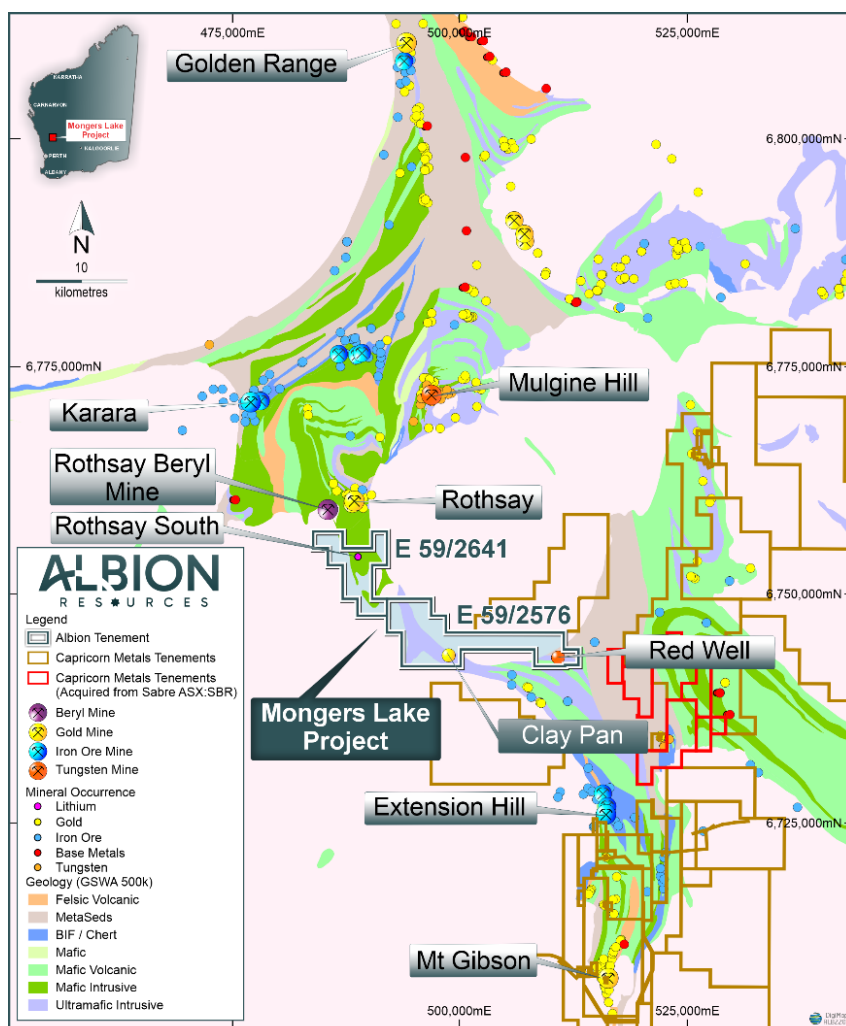 475,000mE
500,000mE
525,000mE
Golden Range
KARRATHA
CARNARVON
Mongers Lake
Project
KALGOORLIE
PERTH
ALBANY
6,800,000mN
6,800,000mN
N
10
kilometres
6,775,000mN
6,775,000mN
Mulgine Hill
Karara
Rothsay Beryl
Mine
Rothsay
Rothsay South
E 59/2641
6,750,000mN
E 59/2576
Red Well
Mongers Lake
Project
Clay Pan
Extension Hill
6,725,000mN
Mt Gibson
500,000mE
525,000mE
ALBION
RESOURCES
Legend
Albion Tenement
Capricorn Metals Tenements
Capricorn Metals Tenements
(Acquired from Sabre ASX:SBR)
Beryl Mine
Gold Mine
Iron Ore Mine
Tungsten Mine
Mineral Occurrence
Lithium
Gold
Iron Ore
Base Metals
Tungsten
Geology (GSWA 500k)
Felsic Volcanic
MetaSeds
BIF / Chert
Mafic
Mafic Volcanic
Mafic Intrusive
Ultramafic Intrusive